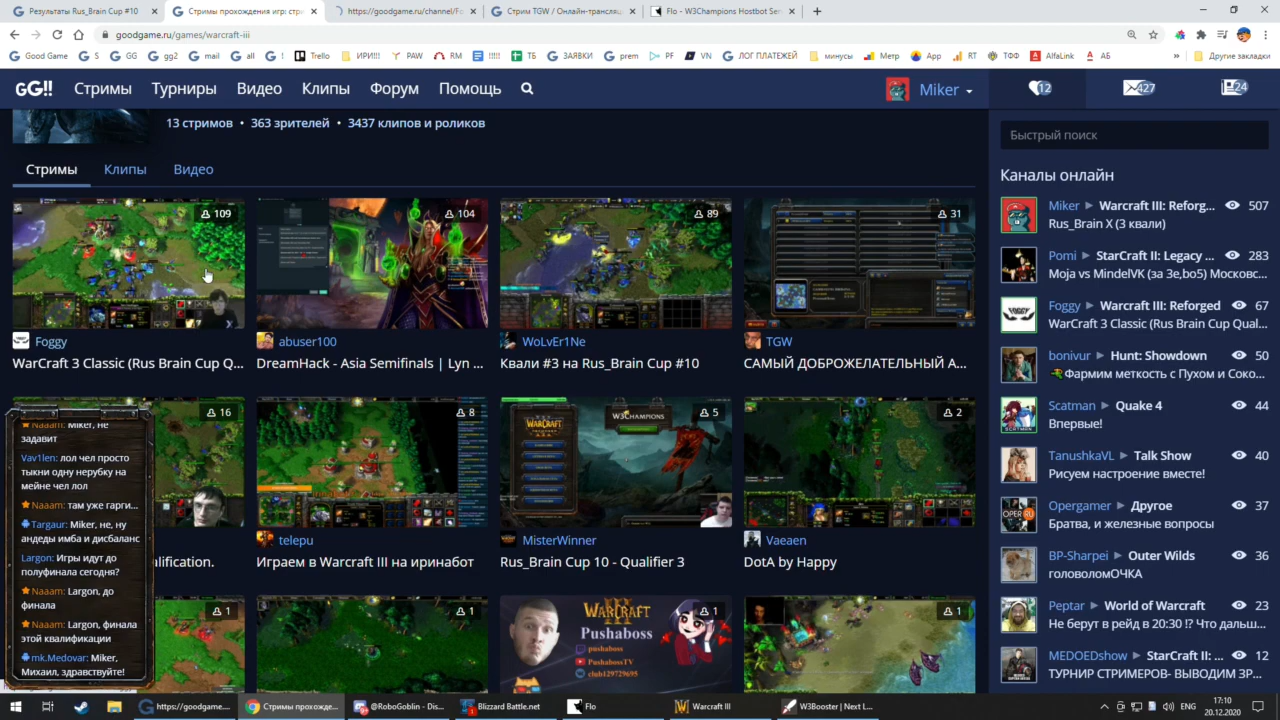 Результаты Rus_Brain Cup #10
Стримы прохождения игр: стри
https://goodgame.ru/channel/Fo
Стрим TGW / Онлайн-трансляц
Flo - W3Champions Hostbot Serv
goodgame.ru/games/warcraft-iii
Good Game
S
GG
gg2
mail
all
!
Trello
ИРИ!!!
PAW
RM
!!!!!
ТБ
ЗАЯВКИ
prem
PF
VN
ЛОГ ПЛАТЕЖЕЙ
минусы
Метр
App
RT
ТФФ
AlfaLink
АБ
Другие закладки
GG!!
Стримы
Турниры
Видео
Клипы
Форум
Помощь
Miker
12
427
24
13 стримов • 363 зрителей • 3437 клипов и роликов
Стримы
Клипы
Видео
109
104
89
31
Foggy
WarCraft 3 Classic (Rus Brain Cup Q...
abuser100
DreamHack - Asia Semifinals | Lyn ...
WoLvEr1Ne
Квали #3 на Rus_Brain Cup #10
TGW
САМЫЙ ДОБРОЖЕЛАТЕЛЬНЫЙ А...
16
8
5
2
W3CHAMPIONS
WARCRAFT
lification.
telepu
Играем в Warcraft III на иринабот
MisterWinner
Rus_Brain Cup 10 - Qualifier 3
Vaeaen
DotA by Happy
1
1
1
1
WARCRAFT
III
Pushaboss
pushaboss
PushabossTV
club129729695
Naaam: Miker, не
задавит
Vav1len: лол чел просто
тыкни одну нерубку на
мейне чел лол
Naaam: там уже гарги...
Targaur: Miker, не, ну
андеды имба и дисбаланс
Largon: Игры идут до
полуфинала сегодня?
Naaam: Largon, до
финала
Naaam: Largon, финала
этой квалификации
mk.Medovar: Miker,
Михаил, здравствуйте!
Быстрый поиск
Каналы онлайн
Miker
Warcraft III: Reforg...
507
Rus_Brain X (3 квали)
Pomi
StarCraft II: Legacy ...
283
Moja vs MindelVK (5x Зефо5) Московс...
Foggy
Warcraft III: Reforged
67
WarCraft 3 Classic (Rus Brain Cup Qual...
bonivur
Hunt: Showdown
50
Фармим меткость с Пухом и Соко...
Scatman
Quake 4
44
Впервые!
TanushkaVL
Talk Show
40
Рисуем настроение вместе!
Opergamer
Другое
37
Братва, и железные вопросы
BP-Sharpei
Outer Wilds
36
головоломОЧКА
Peptar
World of Warcraft
23
Не берут в рейд в 20:30 !? Что дальш...
MEDOEDshow
StarCraft II: ...
12
ТУРНИР СТРИМЕРОВ- ВЫВОДИМ ЗР...
https://goodgame....
Стримы прохожде...
@RoboGoblin - Dis...
Blizzard Battle.net
Flo
Warcraft III
W3Booster | Next L...
ENG
17:10
20.12.2020